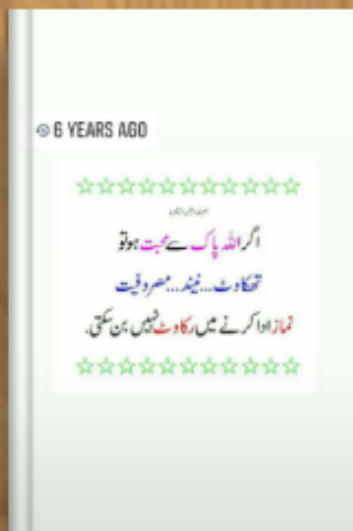 6 YEARS AGO
☆☆☆☆☆☆☆☆☆☆☆
اگر اللہ پاک سے محبت ہو تو
تھکاوٹ...نیند...مصروفیت
نماز ادا کرنے میں رکاوٹ نہیں بن سکتی.
☆☆☆☆☆☆☆☆☆☆☆